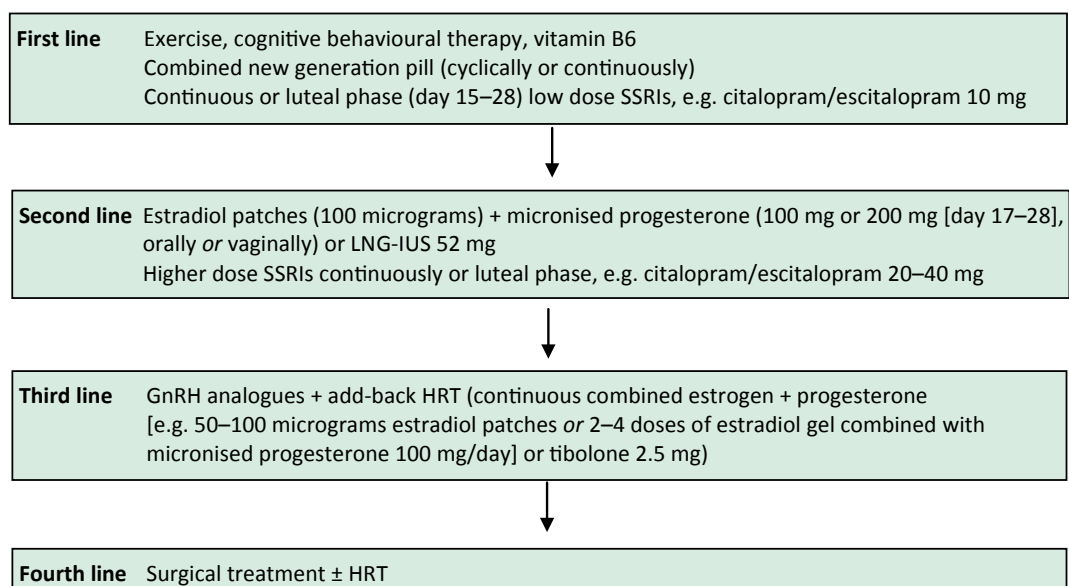 First line Exercise, cognitive behavioural therapy, vitamin B6
Combined new generation pill (cyclically or continuously)
Continuous or luteal phase (day 15–28) low dose SSRIs, e.g. citalopram/escitalopram 10 mg
Second line Estradiol patches (100 micrograms) + micronised progesterone (100 mg or 200 mg [day 17–28],
orally or vaginally) or LNG-IUS 52 mg
Higher dose SSRIs continuously or luteal phase, e.g. citalopram/escitalopram 20–40 mg
Third line GnRH analogues + add-back HRT (continuous combined estrogen + progesterone
[e.g. 50–100 micrograms estradiol patches or 2–4 doses of estradiol gel combined with
micronised progesterone 100 mg/day] or tibolone 2.5 mg)
Fourth line Surgical treatment ± HRT